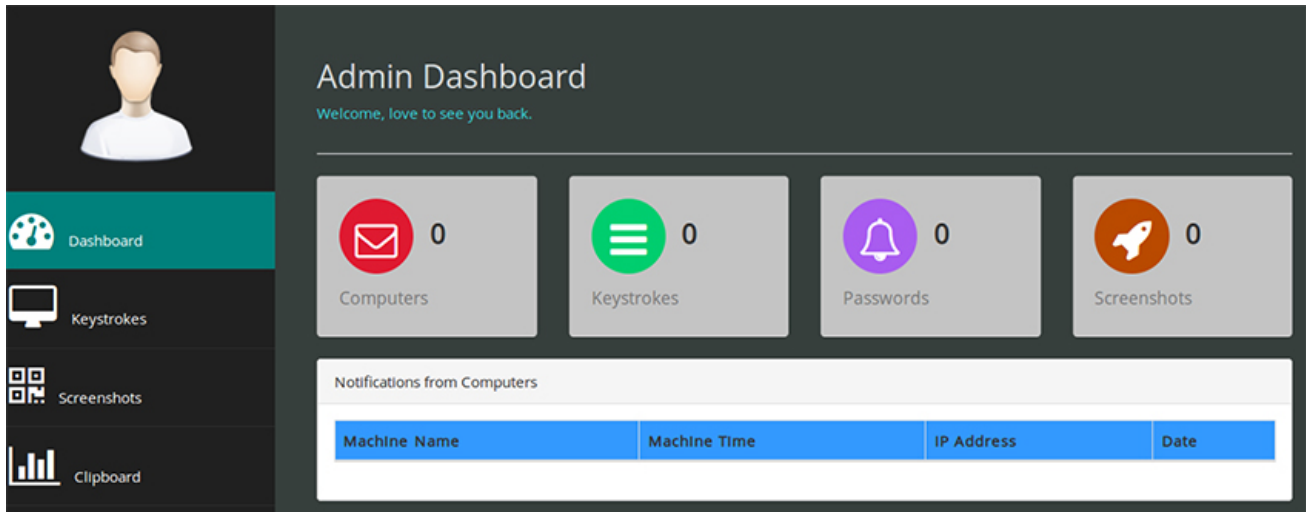 Admin Dashboard
Welcome, love to see you back.
Dashboard
Keystrokes
Screenshots
Clipboard
0
Computers
0
Keystrokes
0
Passwords
0
Screenshots
Notifications from Computers
Machine Name Machine Time IP Address Date